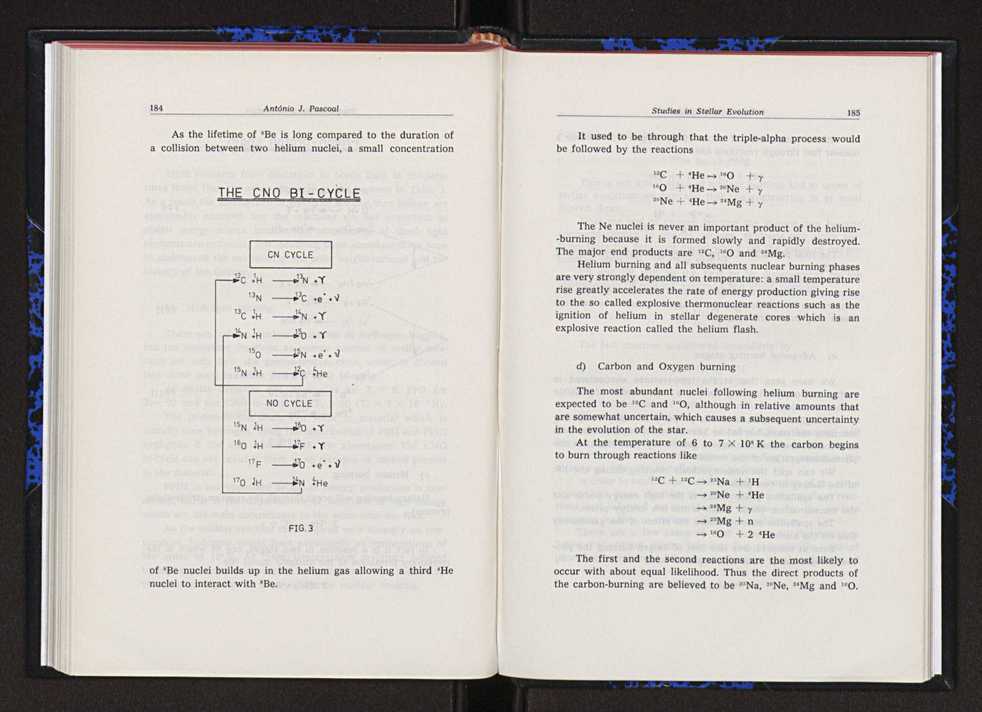 184 António J. Pascoal
As the lifetime of ⁸Be is long compared to the duration of
a collision between two helium nuclei, a small concentration
THE CNO BI-CYCLE
CN CYCLE
¹²C + ¹H → ¹³N + γ
¹³N → ¹³C + e⁺ + ν
¹³C + ¹H → ¹⁴N + γ
¹⁴N + ¹H → ¹⁵O + γ
¹⁵O → ¹⁵N + e⁺ + ν
¹⁵N + ¹H → ¹²C + ⁴He
NO CYCLE
¹⁵N + ¹H → ¹⁶O + γ
¹⁶O + ¹H → ¹⁷F + γ
¹⁷F → ¹⁷O + e⁺ + ν
¹⁷O + ¹H → ¹⁴N + ⁴He
FIG. 3
of ⁸Be nuclei builds up in the helium gas allowing a third ⁴He
nuclei to interact with ⁸Be.
Studies in Stellar Evolution 185
It used to be through that the triple-alpha process would
be followed by the reactions
¹²C + ⁴He → ¹⁶O + γ
¹⁶O + ⁴He → ²⁰Ne + γ
²⁰Ne + ⁴He → ²⁴Mg + γ
The Ne nuclei is never an important product of the helium-
-burning because it is formed slowly and rapidly destroyed.
The major end products are ¹²C, ¹⁶O and ²⁴Mg.
Helium burning and all subsequents nuclear burning phases
are very strongly dependent on temperature: a small temperature
rise greatly accelerates the rate of energy production giving rise
to the so called explosive thermonuclear reactions such as the
ignition of helium in stellar degenerate cores which is an
explosive reaction called the helium flash.
d) Carbon and Oxygen burning
The most abundant nuclei following helium burning are
expected to be ¹²C and ¹⁶O, although in relative amounts that
are somewhat uncertain, which causes a subsequent uncertainty
in the evolution of the star.
At the temperature of 6 to 7 × 10⁸ K the carbon begins
to burn through reactions like
¹²C + ¹²C → ²³Na + ¹H
→ ²⁰Ne + ⁴He
→ ²⁴Mg + γ
→ ²³Mg + n
→ ¹⁶O + 2 ⁴He
The first and the second reactions are the most likely to
occur with about equal likelihood. Thus the direct products of
the carbon-burning are believed to be ²³Na, ²⁰Ne, ²⁴Mg and ¹⁶O.